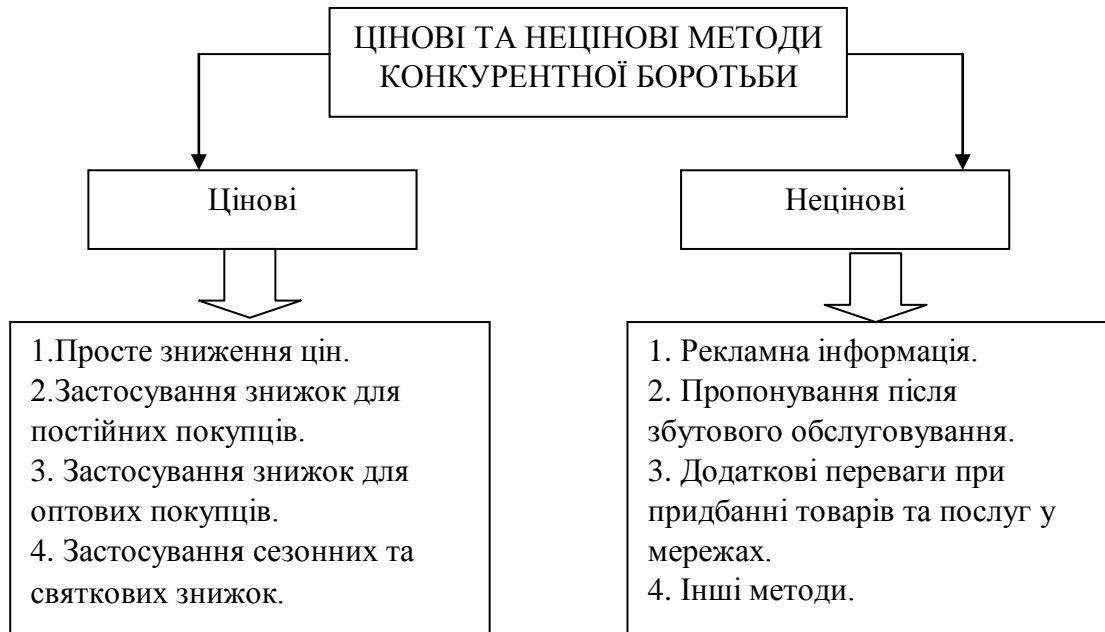 ЦІНОВІ ТА НЕЦІНОВІ МЕТОДИ
КОНКУРЕНТНОЇ БОРОТЬБИ
Цінові
Нецінові
1.Просте зниження цін.
2.Застосування знижок для
постійних покупців.
3. Застосування знижок для
оптових покупців.
4. Застосування сезонних та
святкових знижок.
1. Рекламна інформація.
2. Пропонування після
збутового обслуговування.
3. Додаткові переваги при
придбанні товарів та послуг у
мережах.
4. Інші методи.